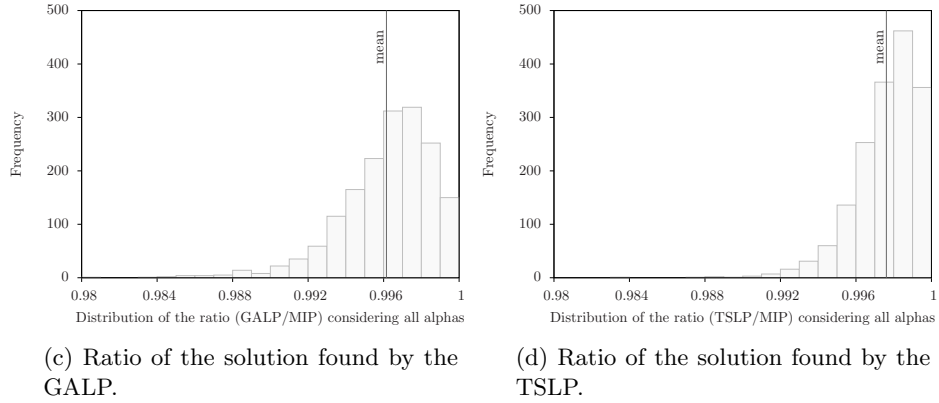 500
400
300
200
100
0
Frequency
mean
0.98 0.984 0.988 0.992 0.996 1
Distribution of the ratio (GALP/MIP) considering all alphas
(c) Ratio of the solution found by the
GALP.
500
400
300
200
100
0
Frequency
mean
0.98 0.984 0.988 0.992 0.996 1
Distribution of the ratio (TSLP/MIP) considering all alphas
(d) Ratio of the solution found by the
TSLP.